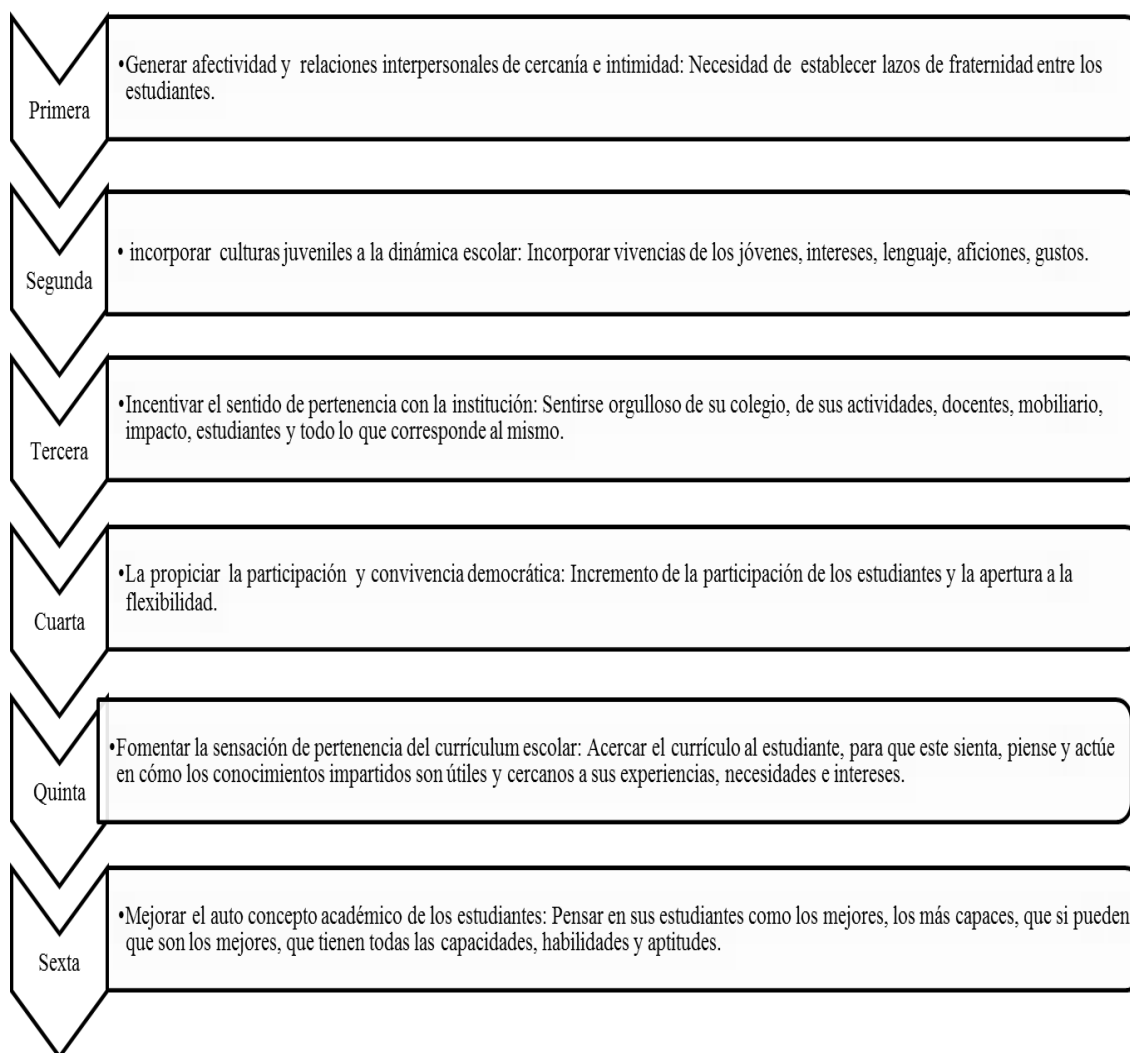 Primera
•Generar afectividad y relaciones interpersonales de cercanía e intimidad: Necesidad de establecer lazos de fraternidad entre los
estudiantes.
Segunda
• incorporar culturas juveniles a la dinámica escolar: Incorporar vivencias de los jóvenes, intereses, lenguaje, aficiones, gustos.
Tercera
•Incentivar el sentido de pertenencia con la institución: Sentirse orgulloso de su colegio, de sus actividades, docentes, mobiliario,
impacto, estudiantes y todo lo que corresponde al mismo.
Cuarta
•La propiciar la participación y convivencia democrática: Incremento de la participación de los estudiantes y la apertura a la
flexibilidad.
Quinta
•Fomentar la sensación de pertenencia del currículum escolar: Acercar el currículo al estudiante, para que este sienta, piense y actúe
en cómo los conocimientos impartidos son útiles y cercanos a sus experiencias, necesidades e intereses.
Sexta
•Mejorar el auto concepto académico de los estudiantes: Pensar en sus estudiantes como los mejores, los más capaces, que si pueden
que son los mejores, que tienen todas las capacidades, habilidades y aptitudes.